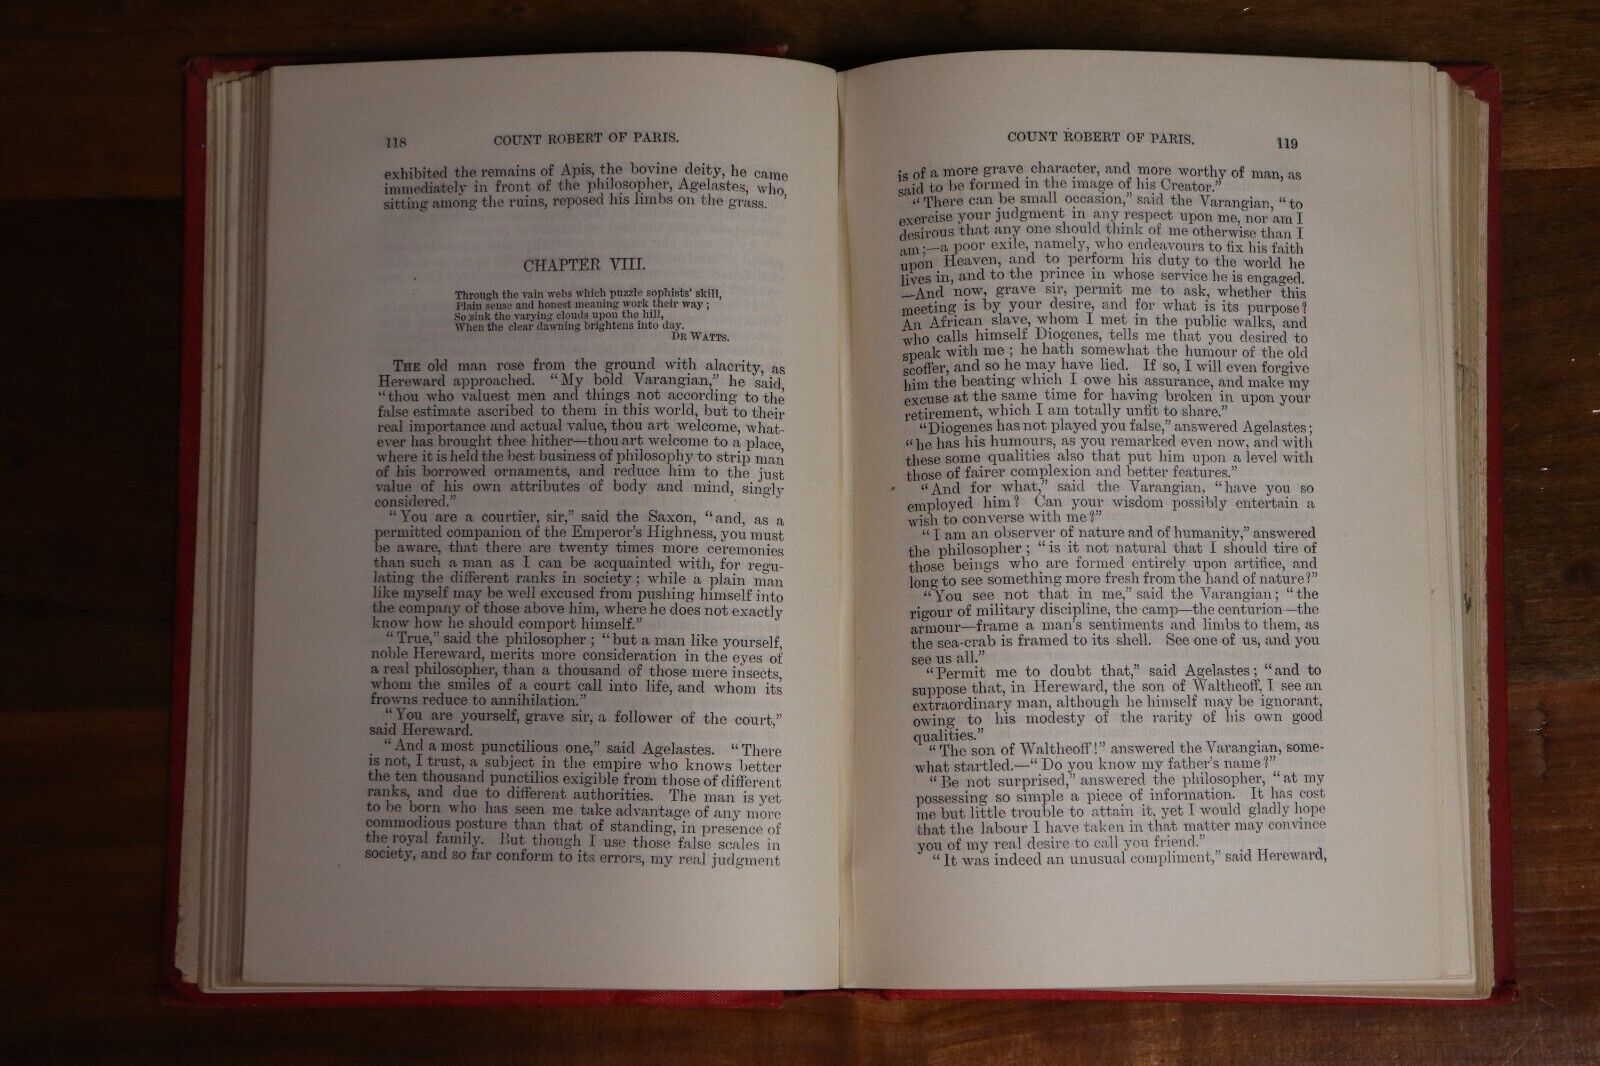 118
COUNT ROBERT OF PARIS.
exhibited the remains of Apis, the bovine deity, he came
immediately in front of the philosopher, Agelastes, who,
sitting among the ruins, reposed his limbs on the grass.
CHAPTER VIII.
Through the vain webs which puzzle sophists' skill,
Plain sense and honest meaning work their way ;
So sink the varying clouds upon the hill,
When the clear dawning brightens into day.
DR WATTS.
THE old man rose from the ground with alacrity, as
Hereward approached. “My bold Varangian,” he said,
“thou who valuest men and things not according to the
false estimate ascribed to them in this world, but to their
real importance and actual value, thou art welcome, what-
ever has brought thee hither—thou art welcome to a place,
where it is held the best business of philosophy to strip man
of his borrowed ornaments, and reduce him to the just
value of his own attributes of body and mind, singly
considered.”
“You are a courtier, sir,” said the Saxon, “and, as a
permitted companion of the Emperor's Highness, you must
be aware, that there are twenty times more ceremonies
than such a man as I can be acquainted with, for regu-
lating the different ranks in society ; while a plain man
like myself may be well excused from pushing himself into
the company of those above him, where he does not exactly
know how he should comport himself.”
“True,” said the philosopher ; “but a man like yourself,
noble Hereward, merits more consideration in the eyes of
a real philosopher, than a thousand of those mere insects,
whom the smiles of a court call into life, and whom its
frowns reduce to annihilation.”
“You are yourself, grave sir, a follower of the court,”
said Hereward.
“And a most punctilious one,” said Agelastes. “There
is not, I trust, a subject in the empire who knows better
the ten thousand punctilios exigible from those of different
ranks, and due to different authorities. The man is yet
to be born who has seen me take advantage of any more
commodious posture than that of standing, in presence of
the royal family. But though I use those false scales in
society, and so far conform to its errors, my real judgment
COUNT ROBERT OF PARIS.
119
is of a more grave character, and more worthy of man, as
said to be formed in the image of his Creator.”
“There can be small occasion,” said the Varangian, “to
exercise your judgment in any respect upon me, nor am I
desirous that any one should think of me otherwise than I
am ;—a poor exile, namely, who endeavours to fix his faith
upon Heaven, and to perform his duty to the world he
lives in, and to the prince in whose service he is engaged.
—And now, grave sir, permit me to ask, whether this
meeting is by your desire, and for what is its purpose?
An African slave, whom I met in the public walks, and
who calls himself Diogenes, tells me that you desired to
speak with me ; he hath somewhat the humour of the old
scoffer, and so he may have lied. If so, I will even forgive
him the beating which I owe his assurance, and make my
excuse at the same time for having broken in upon your
retirement, which I am totally unfit to share.”
“Diogenes has not played you false,” answered Agelastes ;
“he has his humours, as you remarked even now, and with
these some qualities also that put him upon a level with
those of fairer complexion and better features.”
“And for what,” said the Varangian, “have you so
employed him? Can your wisdom possibly entertain a
wish to converse with me?”
“I am an observer of nature and of humanity,” answered
the philosopher ; “is it not natural that I should tire of
those beings who are formed entirely upon artifice, and
long to see something more fresh from the hand of nature?”
“You see not that in me,” said the Varangian ; “the
rigour of military discipline, the camp—the centurion—the
armour—frame a man's sentiments and limbs to them, as
the sea-crab is framed to its shell. See one of us, and you
see us all.”
“Permit me to doubt that,” said Agelastes ; “and to
suppose that, in Hereward, the son of Waltheoff, I see an
extraordinary man, although he himself may be ignorant,
owing to his modesty of the rarity of his own good
qualities.”
“The son of Waltheoff!” answered the Varangian, some-
what startled.—“Do you know my father's name?”
“Be not surprised,” answered the philosopher, “at my
possessing so simple a piece of information. It has cost
me but little trouble to attain it, yet I would gladly hope
that the labour I have taken in that matter may convince
you of my real desire to call you friend.”
“It was indeed an unusual compliment,” said Hereward,